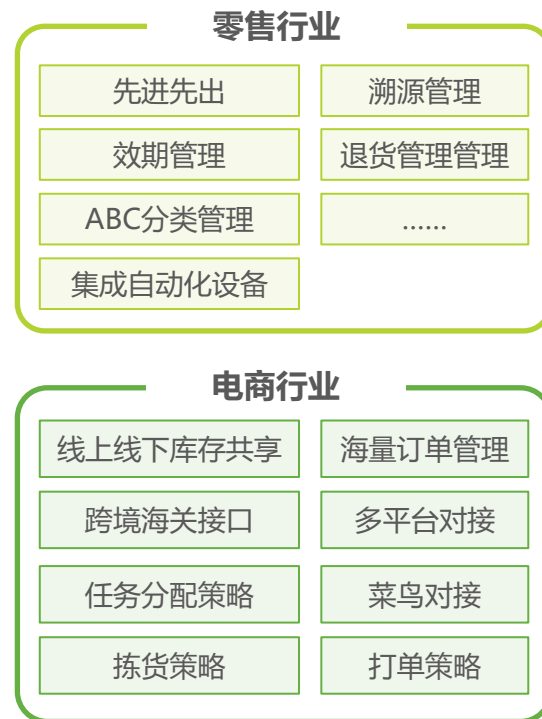 零售行业
先进先出
溯源管理
效期管理
退货管理管理
ABC分类管理
......
集成自动化设备
电商行业
线上线下库存共享
海量订单管理
跨境海关接口
多平台对接
任务分配策略
菜鸟对接
拣货策略
打单策略